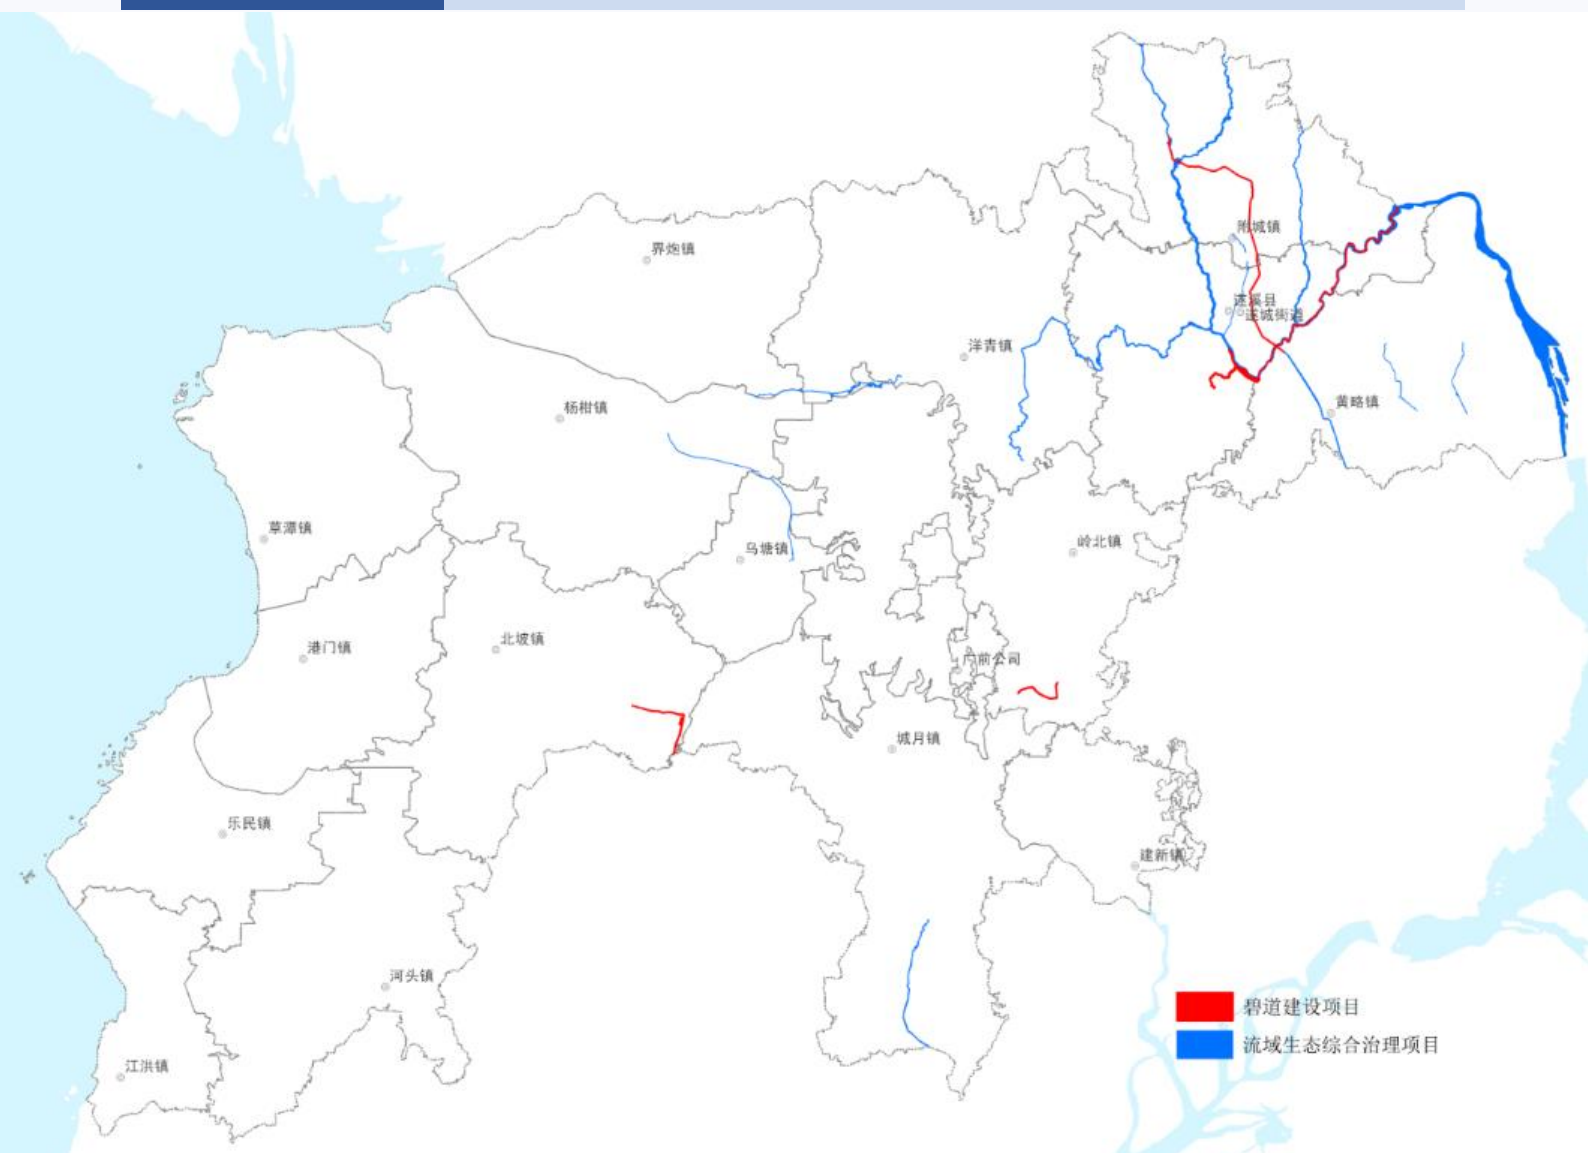 附城镇
界炮镇
遂溪县
遂城街道
洋青镇
杨柑镇
黄略镇
草潭镇
岭北镇
乌塘镇
北坡镇
港门镇
城月镇
乐民镇
建新镇
河头镇
碧道建设项目
流域生态综合治理项目
江洪镇